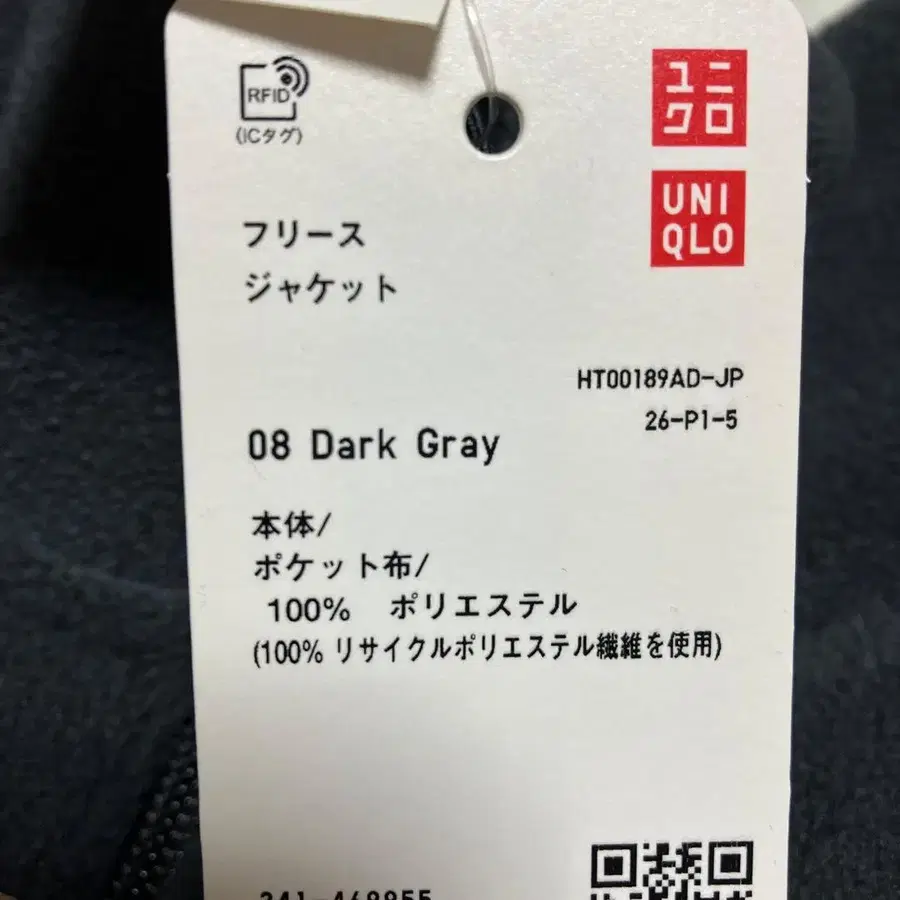 RFID
(ICタグ)
ユニ
クロ
UNI
QLO
フリース
ジャケット
HT00189AD-JP
26-P1-5
08 Dark Gray
本体/
ポケット布/
100% ポリエステル
(100% リサイクルポリエステル繊維を使用)
341-468955